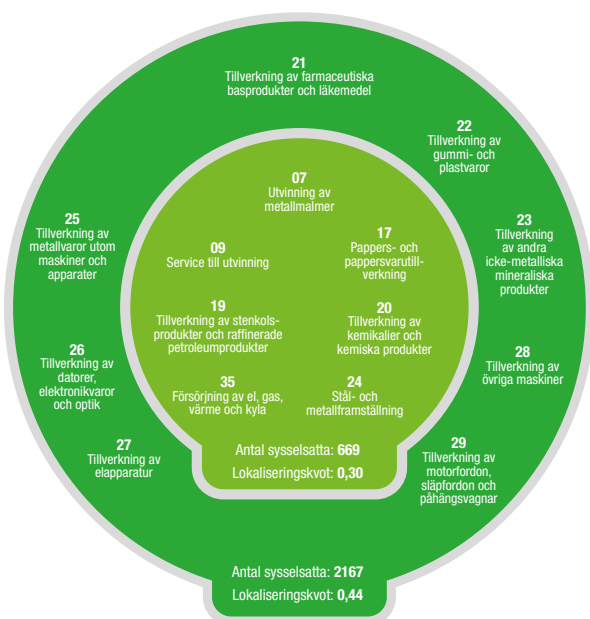 21
Tillverkning av farmaceutiska
basprodukter och läkemedel
22
Tillverkning av
gummi- och
plastvaror
07
Utvinning av
metallmalmer
25
Tillverkning av
metallvaror utom
maskiner och
apparater
23
Tillverkning
av andra
icke-metalliska
mineraliska
produkter
09
Service till utvinning
17
Pappers- och
pappersvarutill-
verkning
19
Tillverkning av stenkols-
produkter och raffinerade
petroleumprodukter
20
Tillverkning av
kemikalier och
kemiska produkter
26
Tillverkning av
datorer,
elektronikvaror
och optik
28
Tillverkning av
övriga maskiner
35
Försörjning av el, gas,
värme och kyla
24
Stål- och
metallframställning
27
Tillverkning av
elapparatur
29
Tillverkning av
motorfordon,
släpfordon och
påhängsvagnar
Antal sysselsatta: 669
Lokaliseringskvot: 0,30
Antal sysselsatta: 2167
Lokaliseringskvot: 0,44